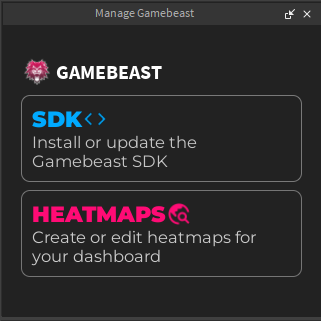 Manage Gamebeast
GAMEBEAST
SDK
Install or update the
Gamebeast SDK
HEATMAPS
Create or edit heatmaps for
your dashboard